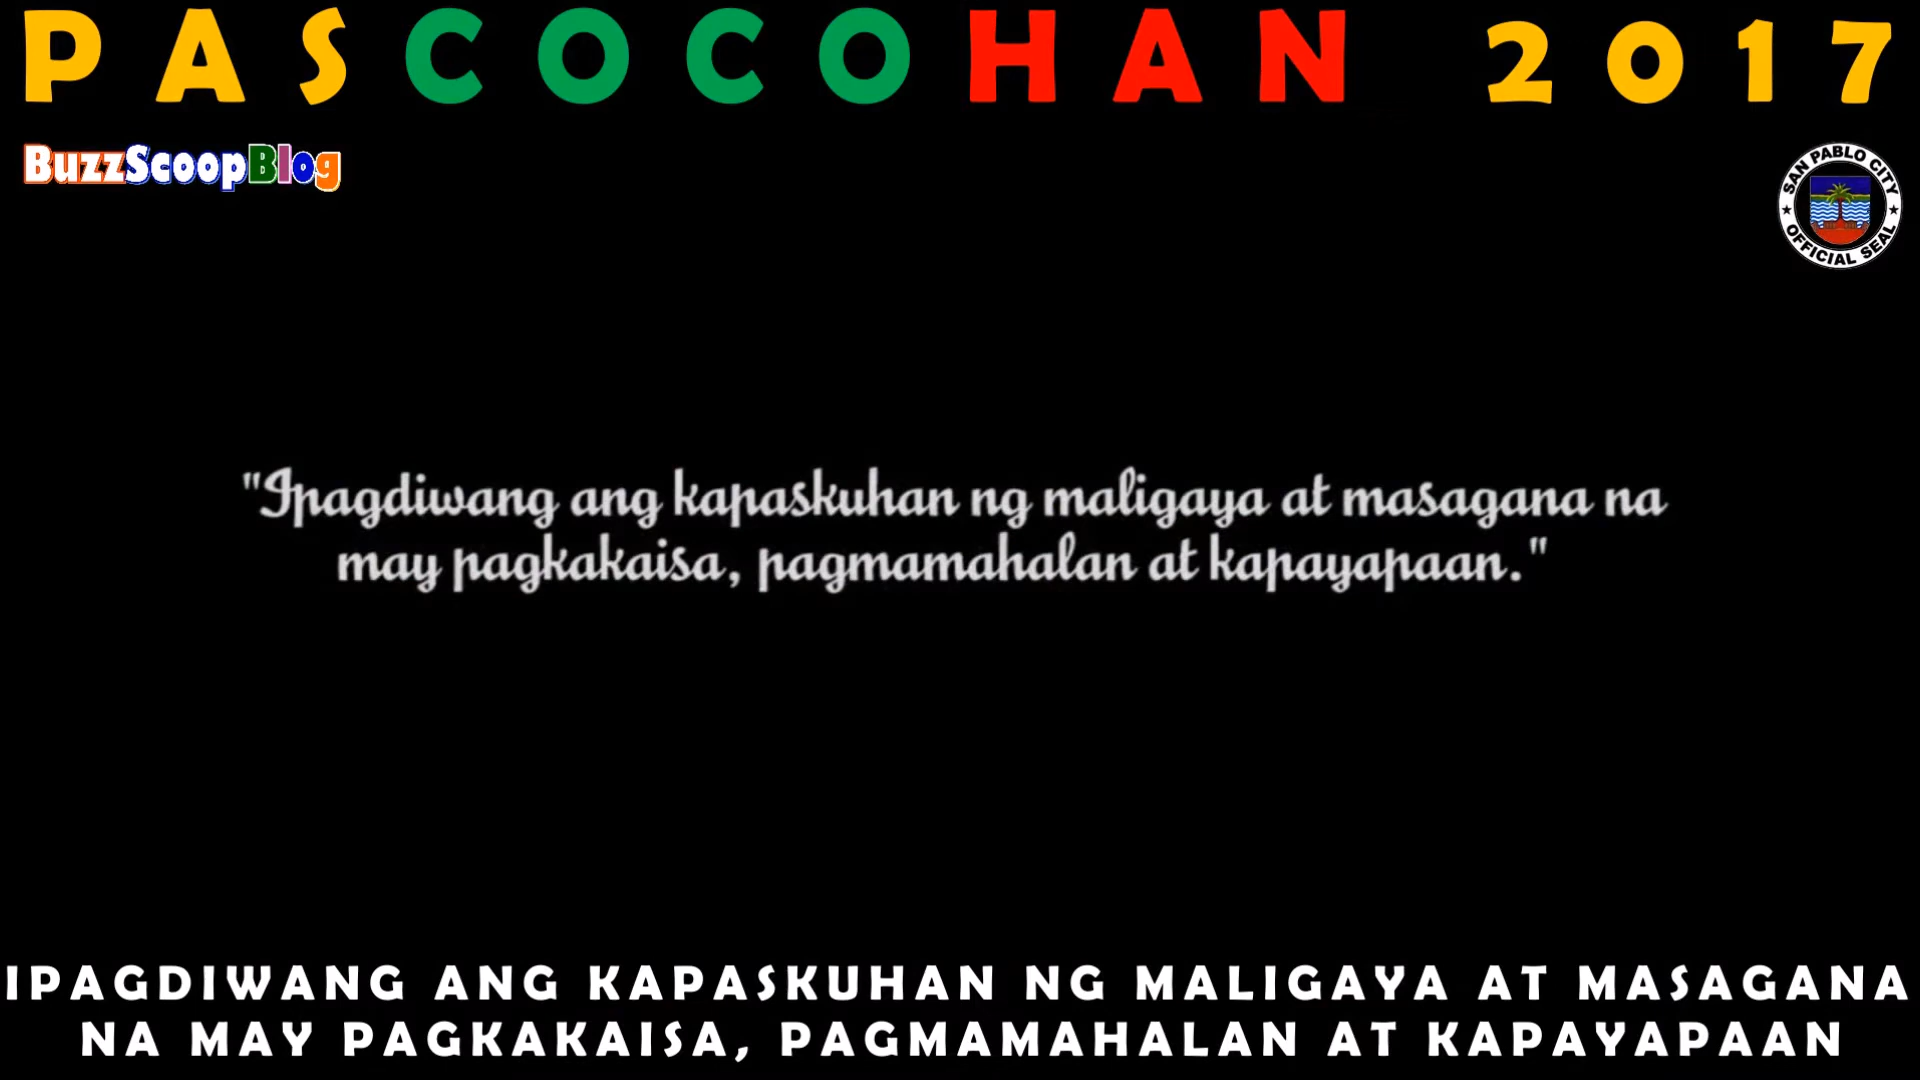 PASCOCOHAN 2017
BuzzScoopBlog
SAN PABLO CITY
OFFICIAL SEAL
"Ipagdiwang ang kapaskuhan ng maligaya at masagana na
may pagkakaisa, pagmamahalan at kapayapaan."
IPAGDIWANG ANG KAPASKUHAN NG MALIGAYA AT MASAGANA
NA MAY PAGKAKAISA, PAGMAMAHALAN AT KAPAYAPAAN